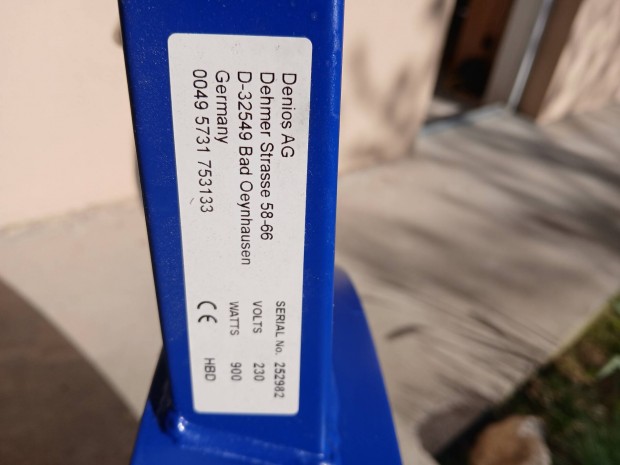 Denios AG
Dehmer Strasse 58-66
D-32549 Bad Oeynhausen
Germany
0049 5731 753133
SERIAL No. 252982
VOLTS 230
WATTS 900
CE HBD